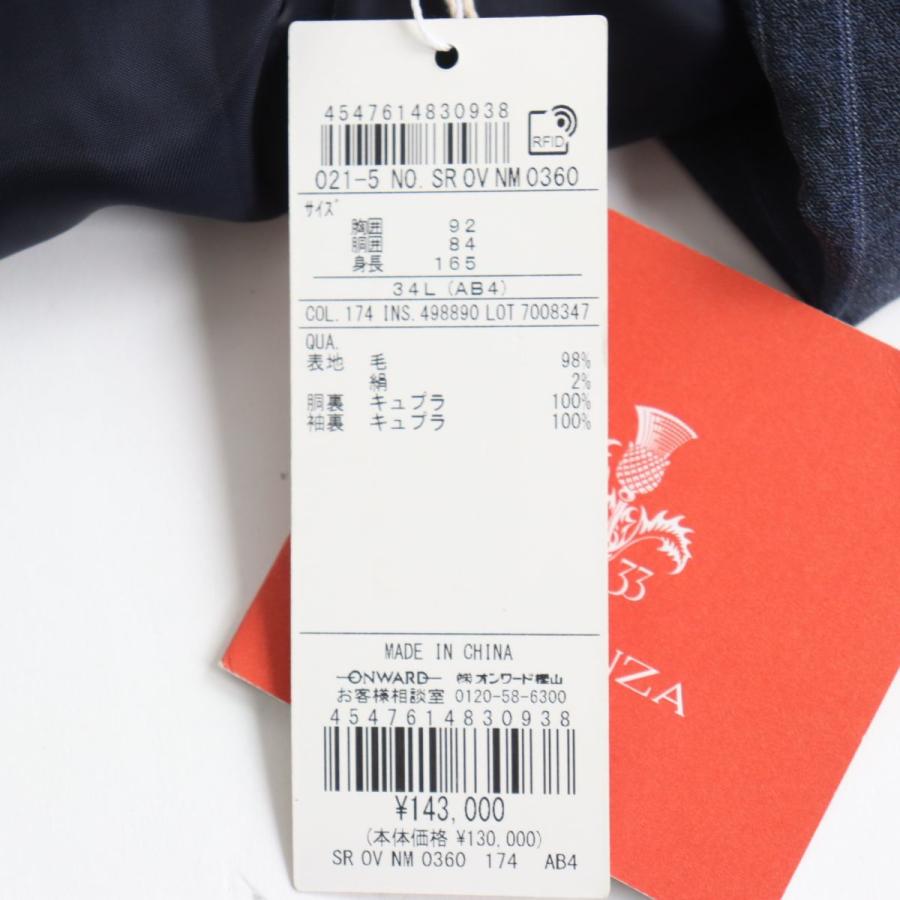 4547614830938
RFID
021-5 NO. SR OV NM 0360
サイズ
胸囲 92
胴囲 84
身長 165
34L (AB4)
COL. 174 INS. 498890 LOT 7008347
QUA.
表地 毛 98%
絹 2%
胴裏 キュプラ 100%
袖裏 キュプラ 100%
MADE IN CHINA
ONWARD ㈱オンワード樫山
お客様相談室 0120-58-6300
4547614830938
¥143,000
(本体価格 ¥130,000)
SR OV NM 0360 174 AB4
33
NZA